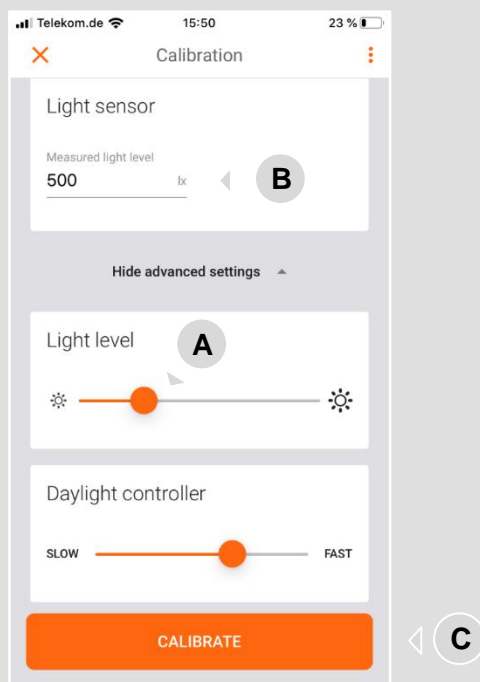 Telekom.de 15:50 23 %
Calibration
Light sensor
Measured light level
500 lx B
Hide advanced settings
Light level A
Daylight controller
SLOW FAST
CALIBRATE C